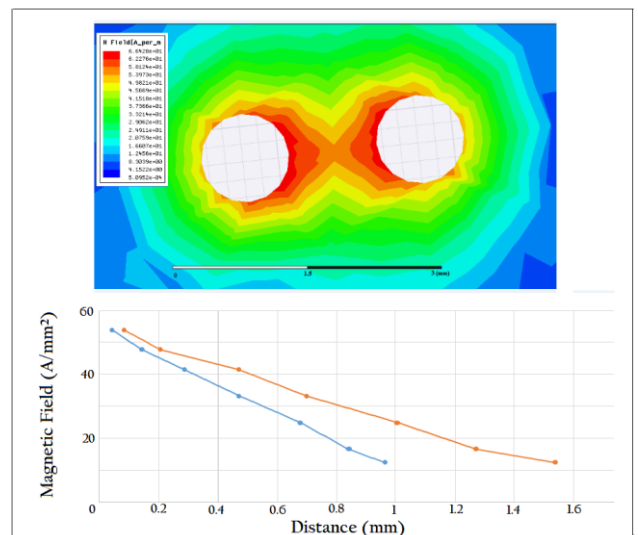 H Field[A_per_m
6.6420e+01
6.2276e+01
5.8124e+01
5.3973e+01
4.9821e+01
4.5669e+01
4.1518e+01
3.7366e+01
3.3214e+01
2.9062e+01
2.4911e+01
2.0759e+01
1.6607e+01
1.2456e+01
8.3039e+00
4.1522e+00
5.0952e-04
0
1.5
3 (mm)
60
40
20
0
0.2
0.4
0.6
0.8
1
1.2
1.4
1.6
Magnetic Field (A/mm²)
Distance (mm)